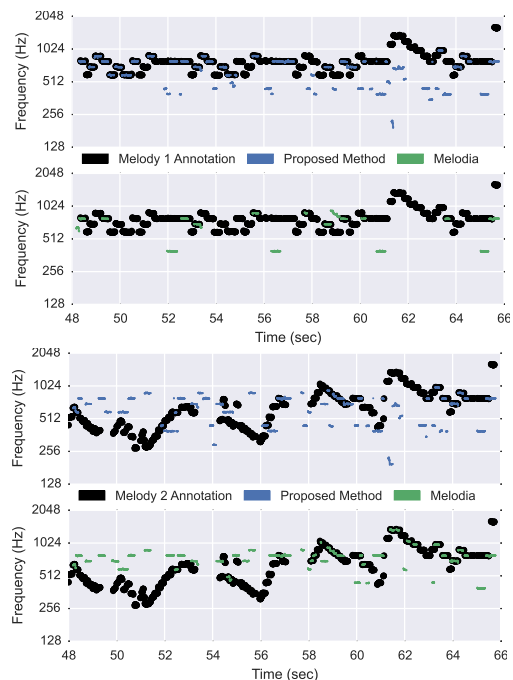 2048
1024
512
256
128
Frequency (Hz)
Melody 1 Annotation Proposed Method Melodia
2048
1024
512
256
128
Frequency (Hz)
48 50 52 54 56 58 60 62 64 66
Time (sec)
2048
1024
512
256
128
Frequency (Hz)
Melody 2 Annotation Proposed Method Melodia
2048
1024
512
256
128
Frequency (Hz)
48 50 52 54 56 58 60 62 64 66
Time (sec)